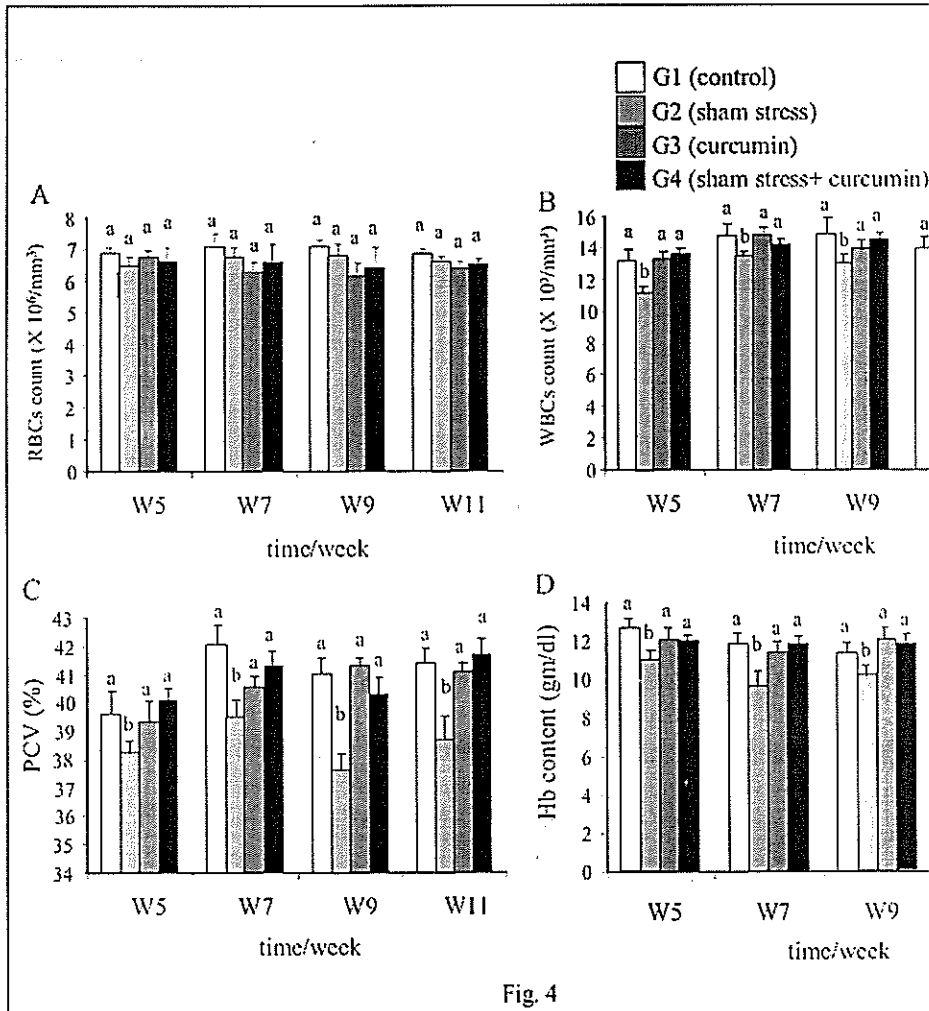 G1 (control)
G2 (sham stress)
G3 (curcumin)
G4 (sham stress+ curcumin)
A
a a a a a a a a a a a a a a a a
8
7
6
5
4
3
2
1
0
RBCs count (X 10⁶/mm³)
W5 W7 W9 W11
time/week
B
a b a a a b a a a b a a a
16
14
12
10
8
6
4
2
0
WBCs count (X 10³/mm³)
W5 W7 W9
time/week
C
a b a a a b a a a b a a a b a a
43
42
41
40
39
38
37
36
35
34
PCV (%)
W5 W7 W9 W11
time/week
D
a b a a a b a a a b a a
14
12
10
8
6
4
2
0
Hb content (gm/dl)
W5 W7 W9
time/week
Fig. 4